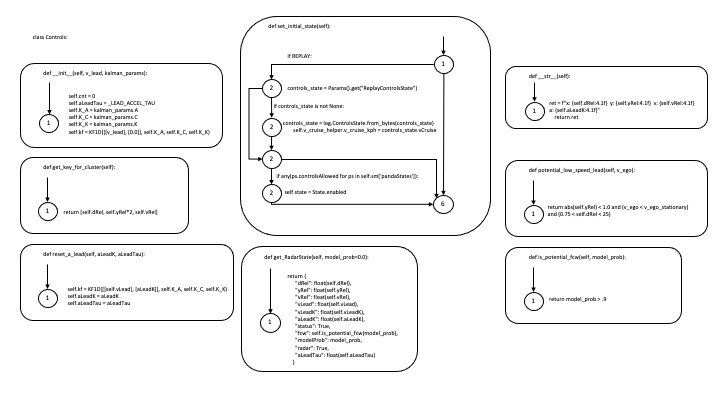 class Controls:
def __init__(self, v_lead, kalman_params):
self.cnt = 0
self.aLeadTau = _LEAD_ACCEL_TAU
self.K_A = kalman_params.A
self.K_C = kalman_params.C
self.K_K = kalman_params.K
self.kf = KF1D([[v_lead], [0.0]], self.K_A, self.K_C, self.K_K)
1
def get_key_for_cluster(self):
1
return [self.dRel, self.yRel*2, self.vRel]
def reset_a_lead(self, aLeadK, aLeadTau):
1
self.kf = KF1D([[self.vLead], [aLeadK]], self.K_A, self.K_C, self.K_K)
self.aLeadK = aLeadK
self.aLeadTau = aLeadTau
def set_initial_state(self):
if REPLAY:
1
2
controls_state = Params().get("ReplayControlsState")
if controls_state is not None:
2
controls_state = log.ControlsState.from_bytes(controls_state)
self.v_cruise_helper.v_cruise_kph = controls_state.vCruise
2
if any(ps.controlsAllowed for ps in self.sm['pandaStates']):
2
self.state = State.enabled
6
def get_RadarState(self, model_prob=0.0):
1
return {
"dRel": float(self.dRel),
"yRel": float(self.yRel),
"vRel": float(self.vRel),
"vLead": float(self.vLead),
"vLeadK": float(self.vLeadK),
"aLeadK": float(self.aLeadK),
"status": True,
"fcw": self.is_potential_fcw(model_prob),
"modelProb": model_prob,
"radar": True,
"aLeadTau": float(self.aLeadTau)
}
def __str__(self):
1
ret = f"x: {self.dRel:4.1f} y: {self.yRel:4.1f} v: {self.vRel:4.1f}
a: {self.aLeadK:4.1f}"
return ret
def potential_low_speed_lead(self, v_ego):
1
return abs(self.yRel) < 1.0 and (v_ego < v_ego_stationary)
and (0.75 < self.dRel < 25)
def is_potential_fcw(self, model_prob):
1
return model_prob > .9